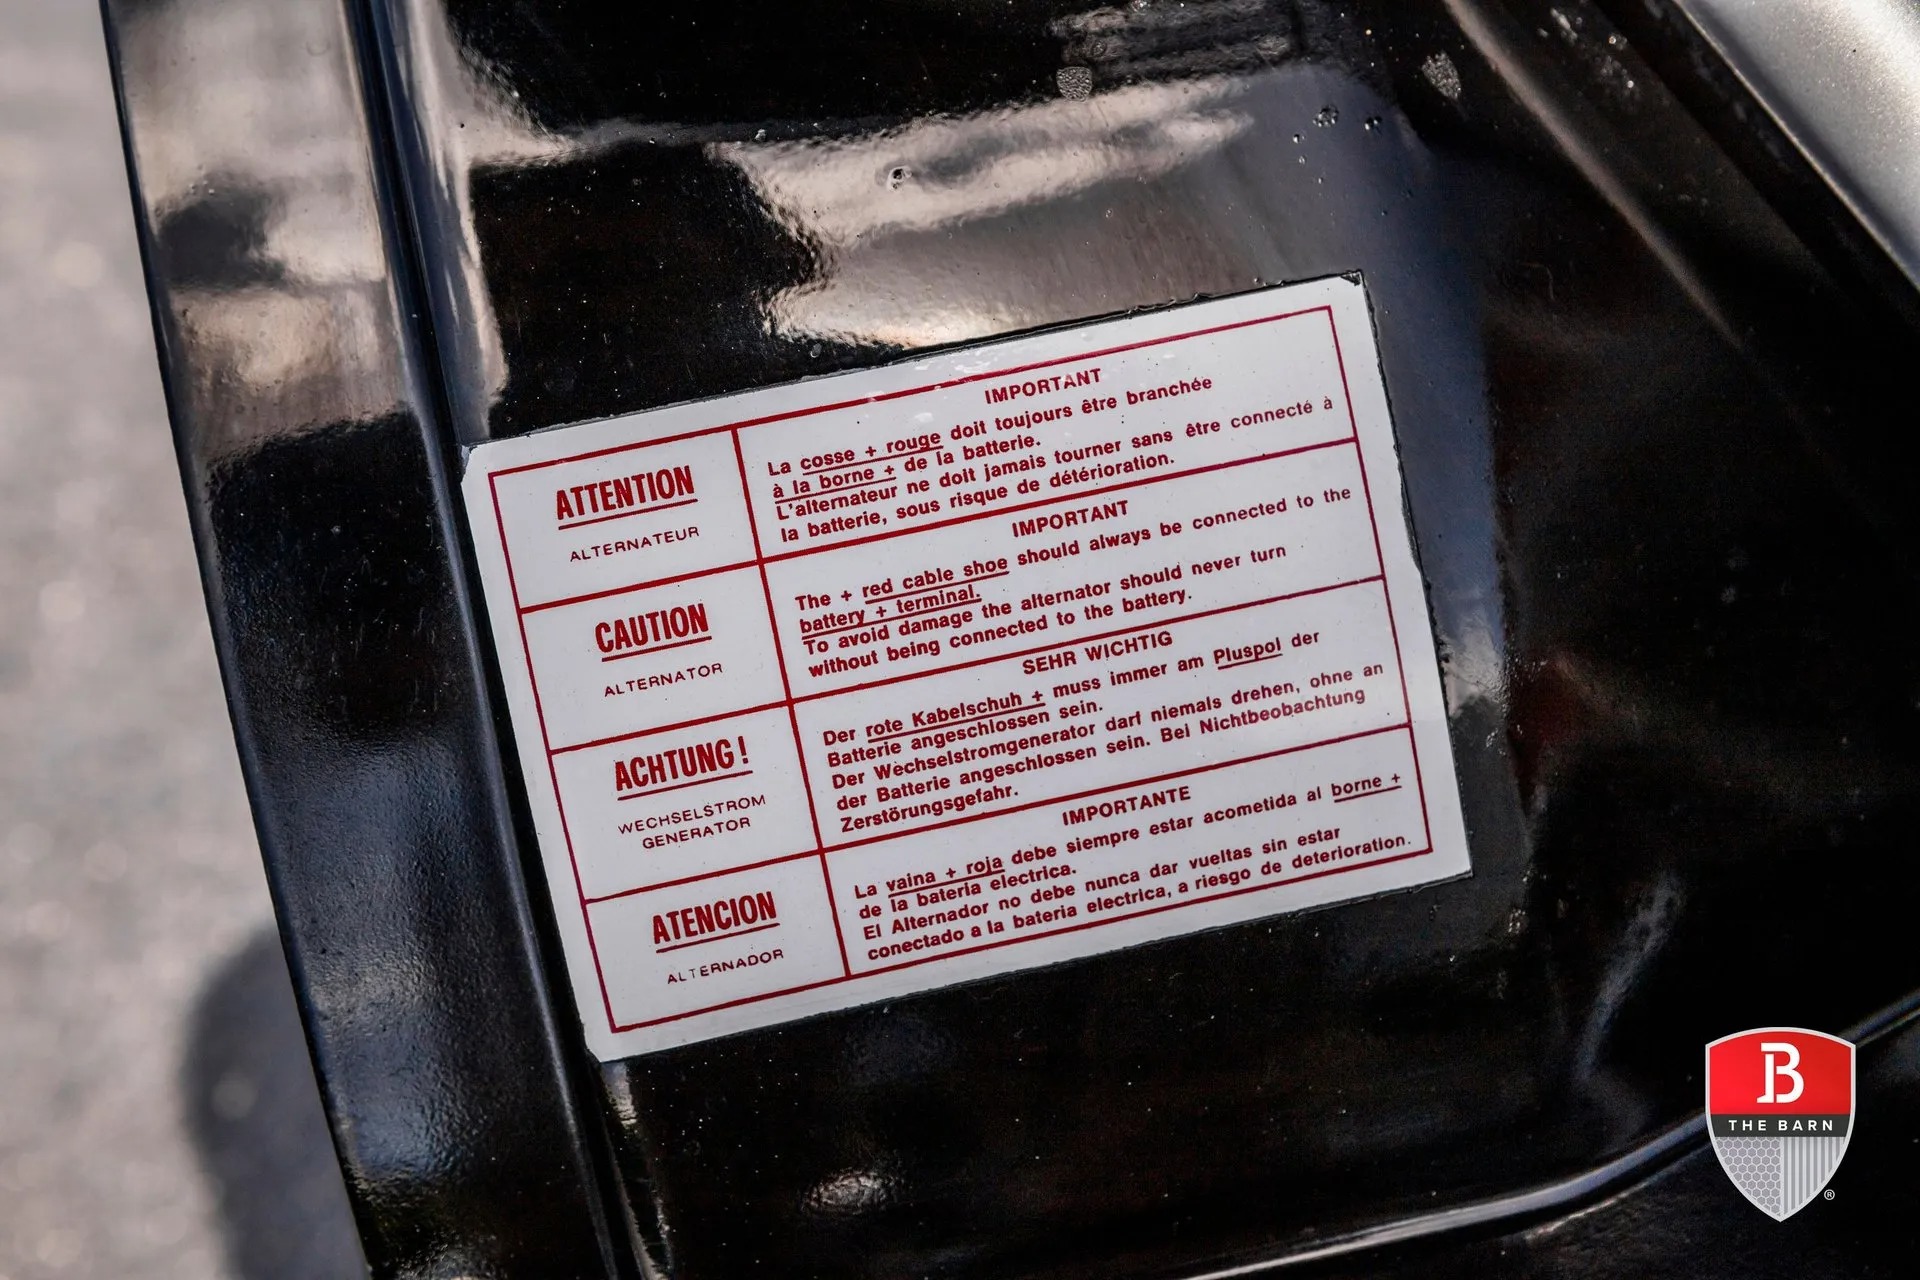 ATTENTION
ALTERNATEUR
IMPORTANT
La cosse + rouge doit toujours être branchée
à la borne + de la batterie.
L'alternateur ne doit jamais tourner sans être connecté à
la batterie, sous risque de détérioration.
CAUTION
ALTERNATOR
IMPORTANT
The + red cable shoe should always be connected to the
battery + terminal.
To avoid damage the alternator should never turn
without being connected to the battery.
ACHTUNG!
WECHSELSTROM
GENERATOR
SEHR WICHTIG
Der rote Kabelschuh + muss immer am Pluspol der
Batterie angeschlossen sein.
Der Wechselstromgenerator darf niemals drehen, ohne an
der Batterie angeschlossen sein. Bei Nichtbeobachtung
Zerstörungsgefahr.
ATENCION
ALTERNADOR
IMPORTANTE
La vaina + roja debe siempre estar acometida al borne +
de la bateria electrica.
El Alternador no debe nunca dar vueltas sin estar
conectado a la bateria electrica, a riesgo de deterioration.
B
THE BARN
®